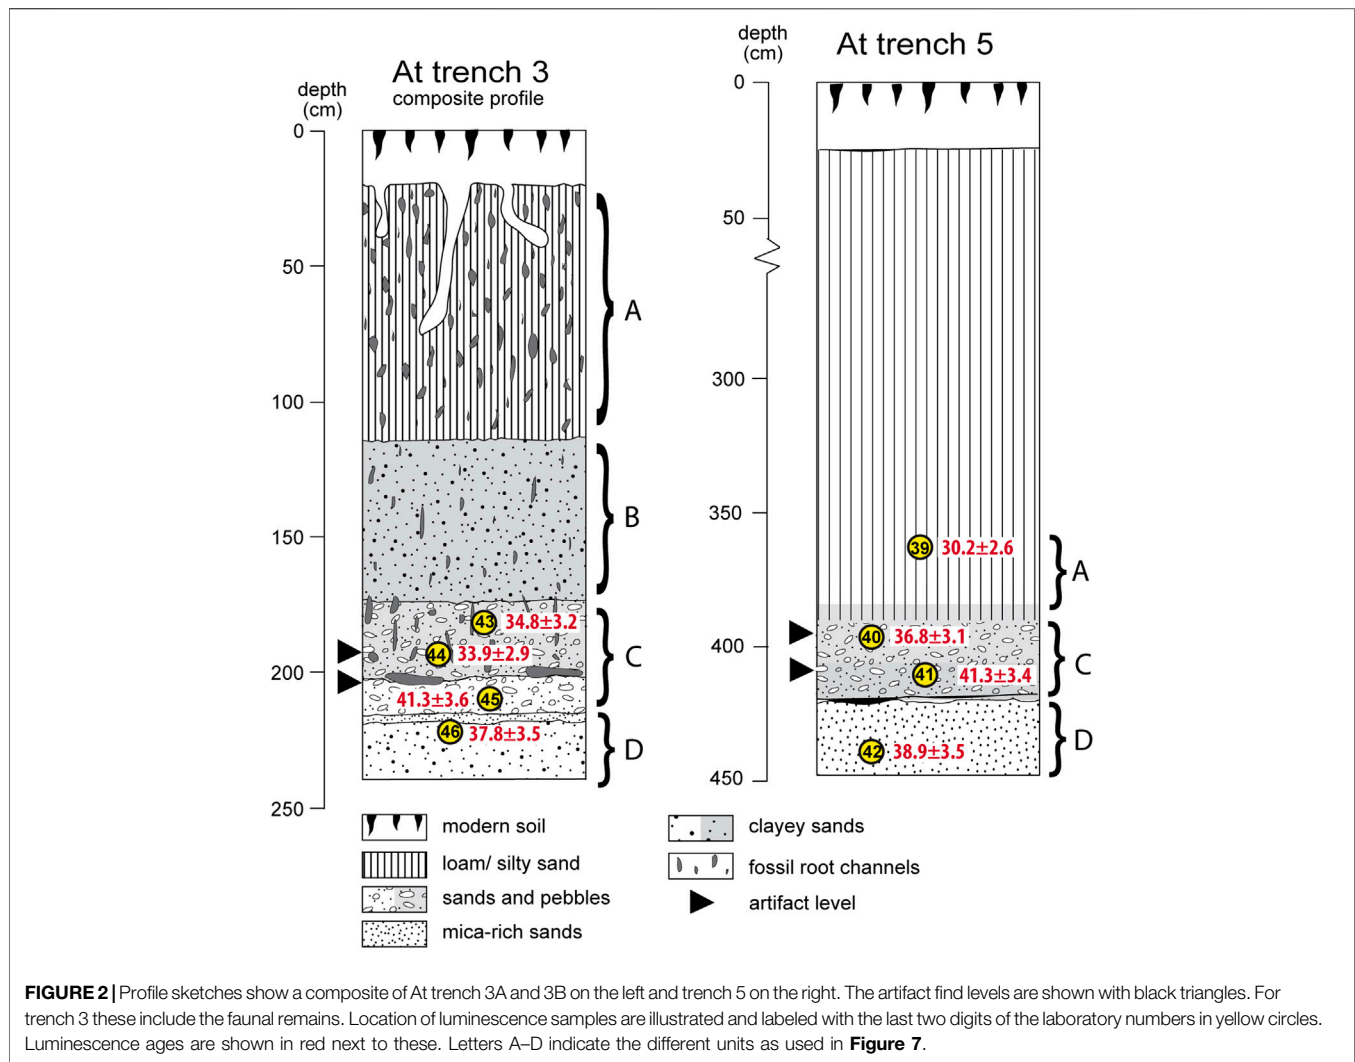 At trench 3
composite profile
depth
(cm)
0
50
100
150
200
250
A
B
C
D
43 34.8±3.2
44 33.9±2.9
41.3±3.6 45
46 37.8±3.5
At trench 5
depth
(cm)
0
50
300
350
400
450
39 30.2±2.6
40 36.8±3.1
41 41.3±3.4
42 38.9±3.5
A
C
D
modern soil
loam/ silty sand
sands and pebbles
mica-rich sands
clayey sands
fossil root channels
artifact level
FIGURE 2 | Profile sketches show a composite of At trench 3A and 3B on the left and trench 5 on the right. The artifact find levels are shown with black triangles. For
trench 3 these include the faunal remains. Location of luminescence samples are illustrated and labeled with the last two digits of the laboratory numbers in yellow circles.
Luminescence ages are shown in red next to these. Letters A–D indicate the different units as used in Figure 7.